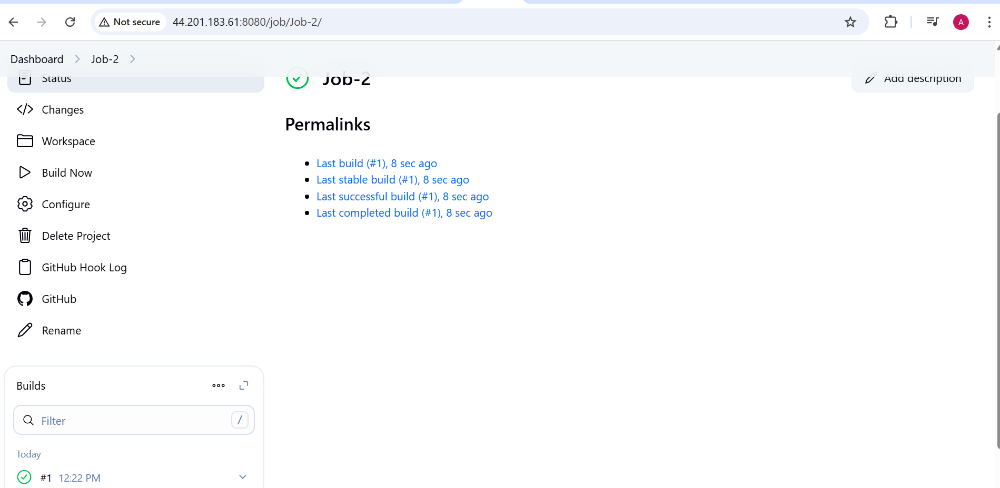 Not secure
44.201.183.61:8080/job/Job-2/
A
Dashboard
Job-2
Status
Job-2
Add description
Changes
Permalinks
Workspace
Last build (#1), 8 sec ago
Build Now
Last stable build (#1), 8 sec ago
Last successful build (#1), 8 sec ago
Configure
Last completed build (#1), 8 sec ago
Delete Project
GitHub Hook Log
GitHub
Rename
Builds
Filter
/
Today
#1 12:22 PM